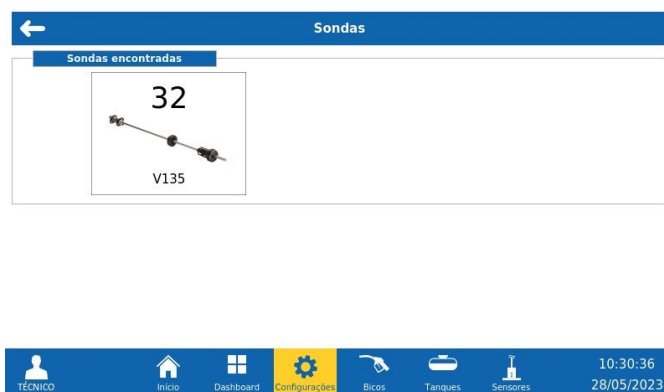 Sondas
Sondas encontradas
32
V135
TÉCNICO
Início
Dashboard
Configurações
Bicos
Tanques
Sensores
10:30:36
28/05/2023